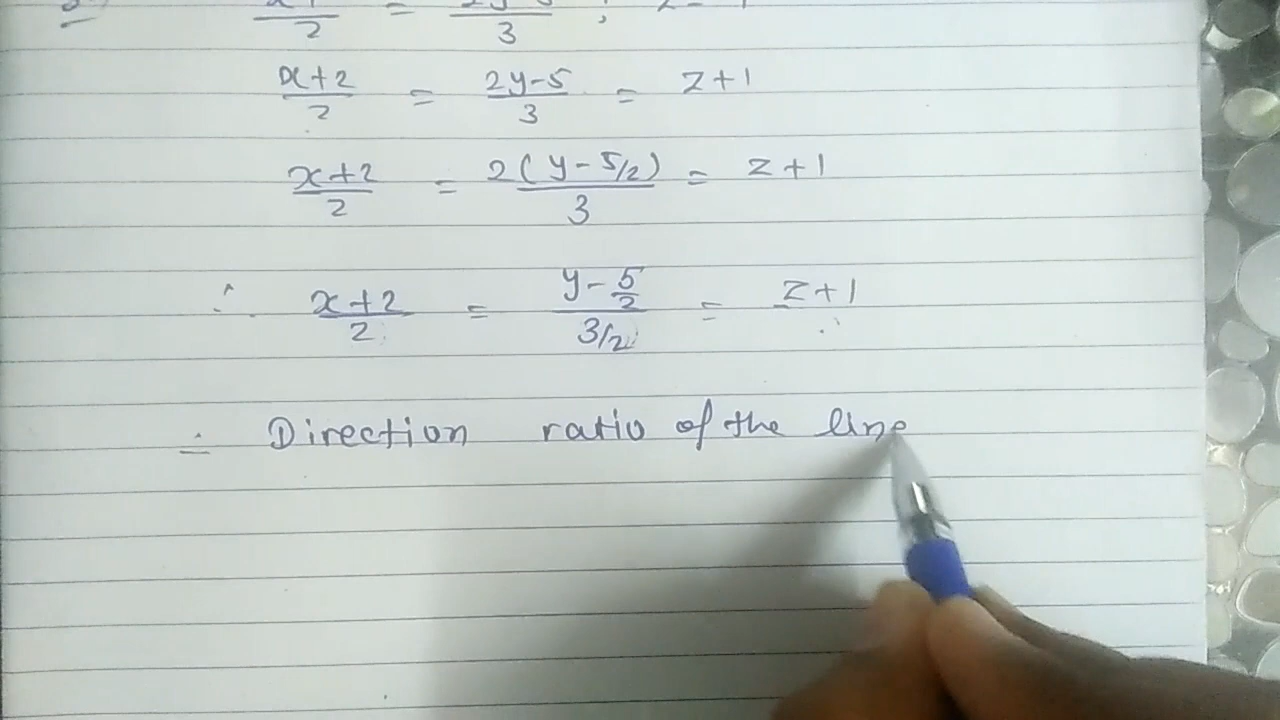 x+2/2 = 2y-5/3 = z+1
x+2/2 = 2(y-5/2)/3 = z+1
∴ x+2/2 = y-5/2/3/2 = z+1
∴ Direction ratio of the line